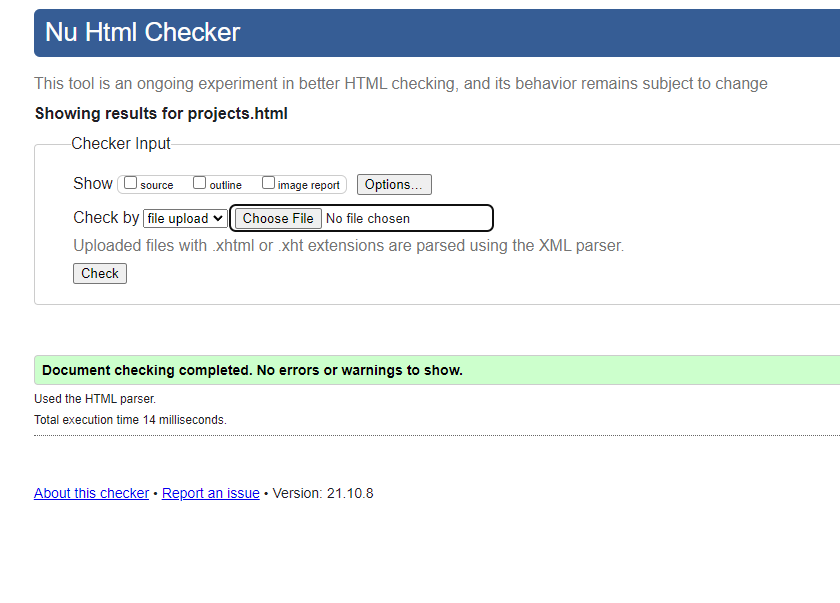 Nu Html Checker
This tool is an ongoing experiment in better HTML checking, and its behavior remains subject to change
Showing results for projects.html
Checker Input
Show source outline image report Options...
Check by file upload Choose File No file chosen
Uploaded files with .xhtml or .xht extensions are parsed using the XML parser.
Check
Document checking completed. No errors or warnings to show.
Used the HTML parser.
Total execution time 14 milliseconds.
About this checker • Report an issue • Version: 21.10.8